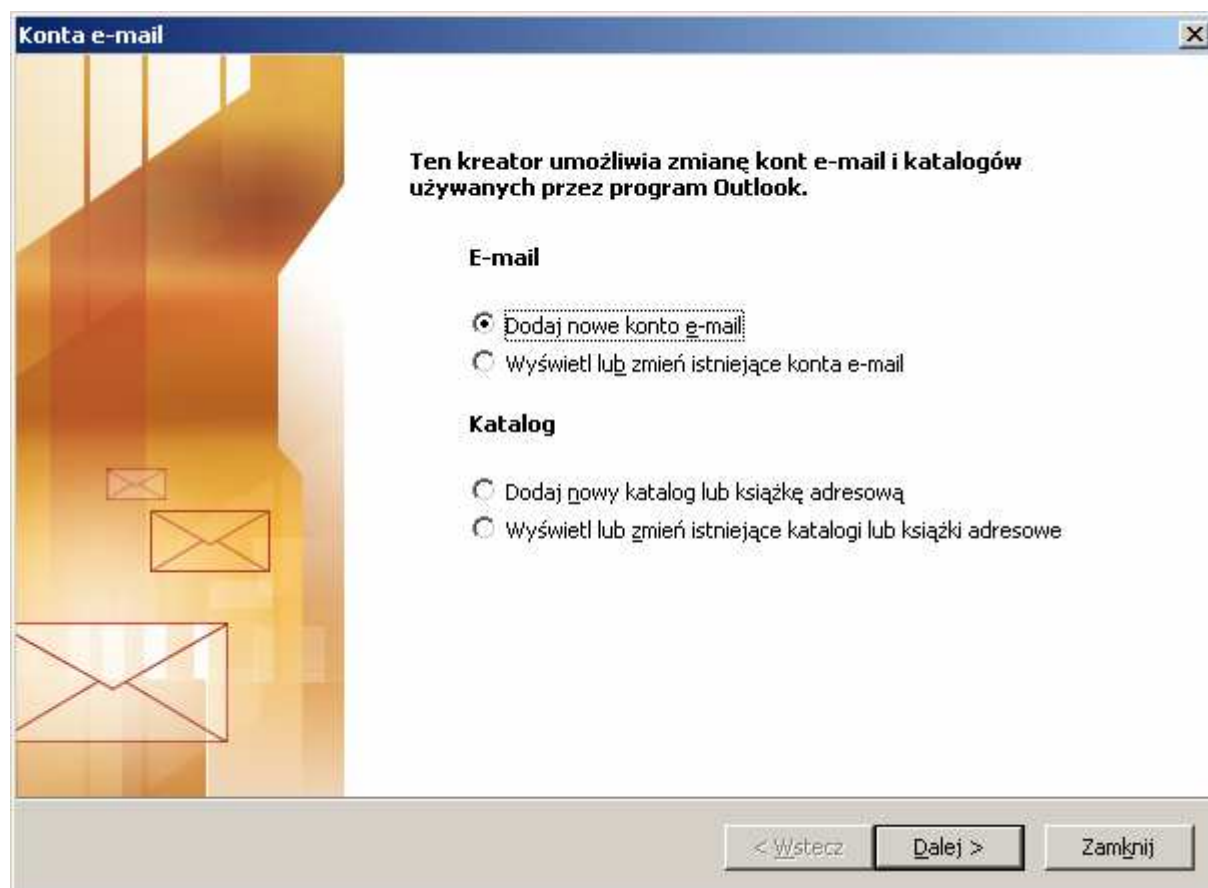 Konta e-mail
Ten kreator umożliwia zmianę kont e-mail i katalogów
używanych przez program Outlook.
E-mail
Dodaj nowe konto e-mail
Wyświetl lub zmień istniejące konta e-mail
Katalog
Dodaj nowy katalog lub książkę adresową
Wyświetl lub zmień istniejące katalogi lub książki adresowe
< Wstecz
Dalej >
Zamknij